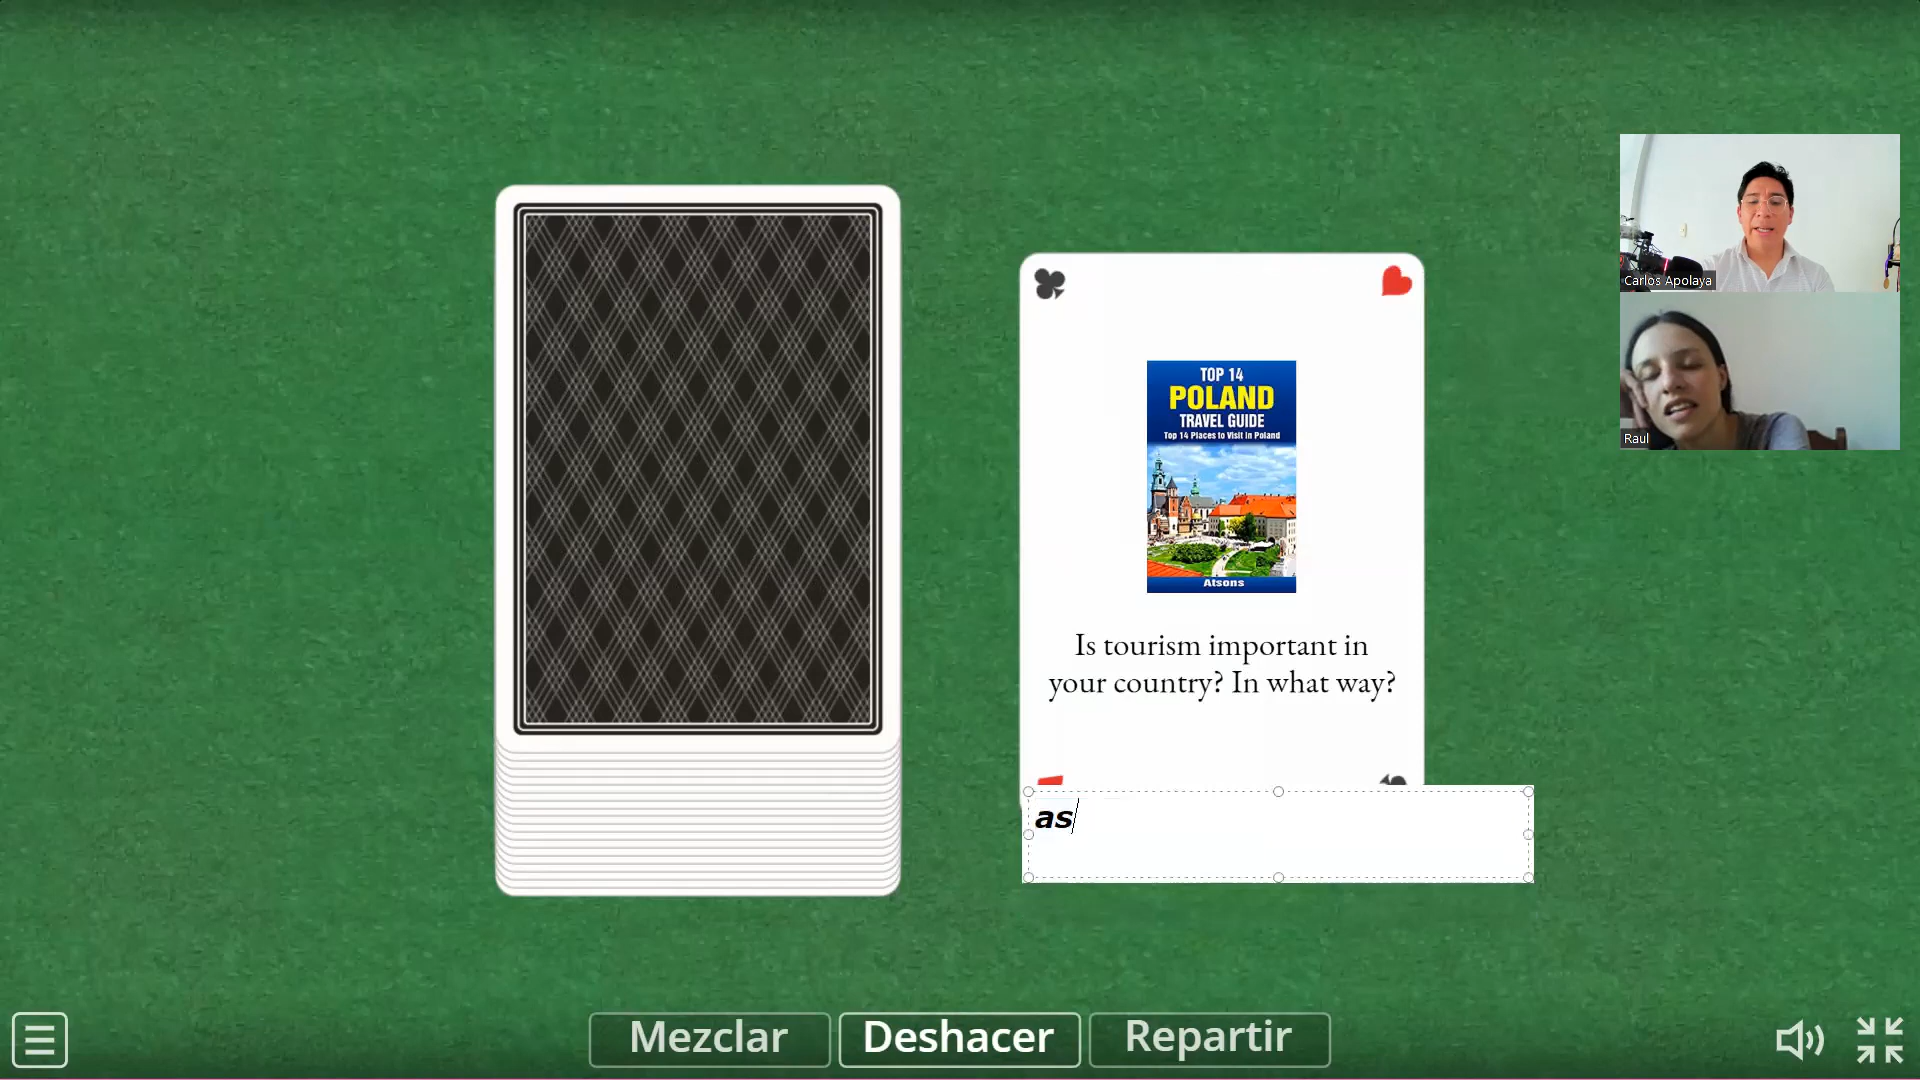 TOP 14
POLAND
TRAVEL GUIDE
Top 14 Places to Visit in Poland
Atsons
Is tourism important in
your country? In what way?
as
Carlos Apolaya
Raul
Mezclar
Deshacer
Repartir